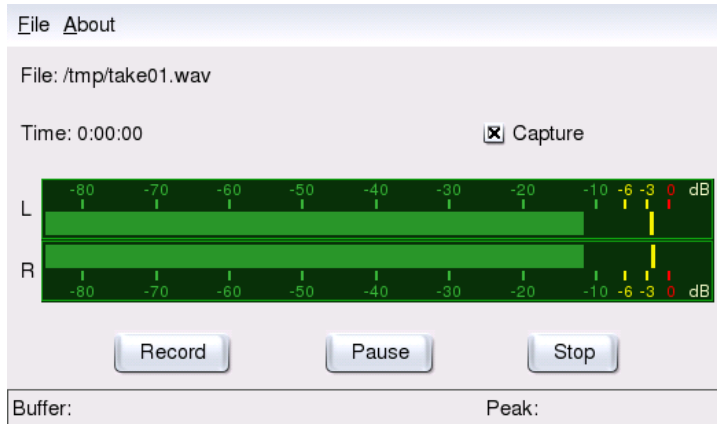 File About
File: /tmp/take01.wav
Time: 0:00:00 Capture
-80 -70 -60 -50 -40 -30 -20 -10 -6 -3 0 dB
L
R
-80 -70 -60 -50 -40 -30 -20 -10 -6 -3 0 dB
Record Pause Stop
Buffer: Peak: